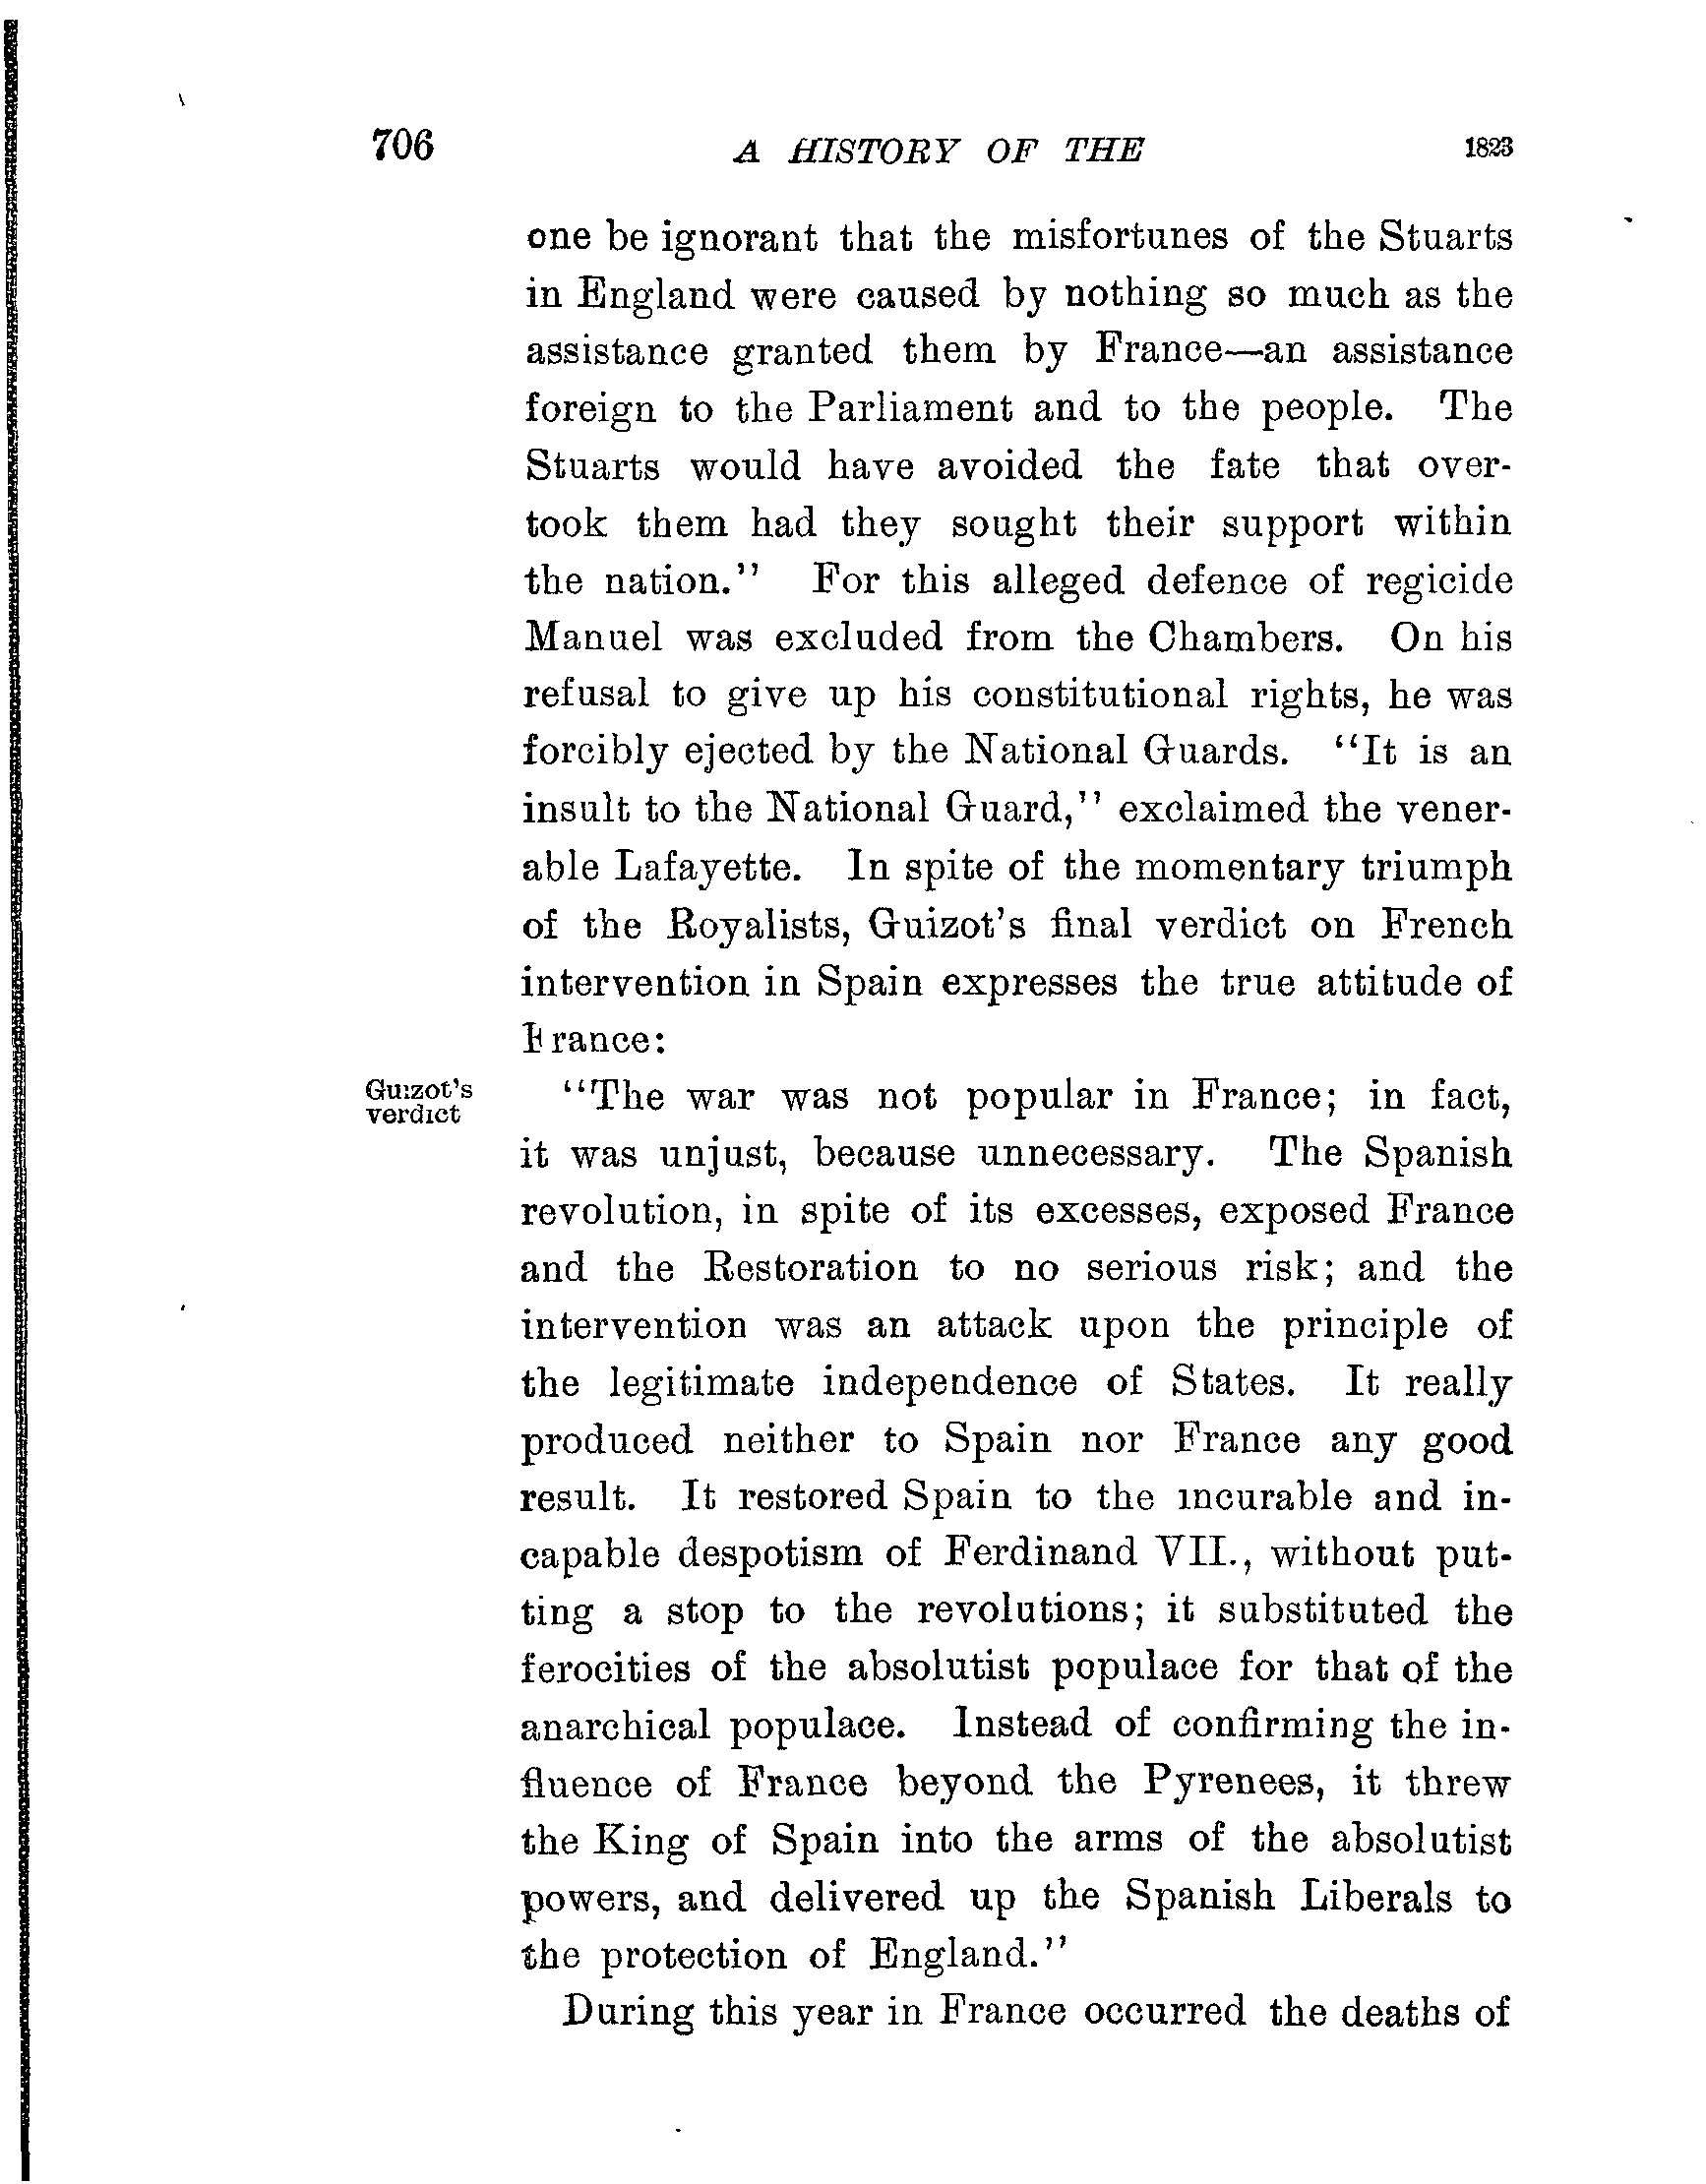 706 A HISTORY OF THE 1823
one be ignorant that the misfortunes of the Stuarts
in England were caused by nothing so much as the
assistance granted them by France—an assistance
foreign to the Parliament and to the people. The
Stuarts would have avoided the fate that over-
took them had they sought their support within
the nation.'' For this alleged defence of regicide
Manuel was excluded from the Chambers. On his
refusal to give up his constitutional rights, he was
forcibly ejected by the National Guards. ``It is an
insult to the National Guard,'' exclaimed the vener-
able Lafayette. In spite of the momentary triumph
of the Royalists, Guizot's final verdict on French
intervention in Spain expresses the true attitude of
France:
Guizot's
verdict
``The war was not popular in France; in fact,
it was unjust, because unnecessary. The Spanish
revolution, in spite of its excesses, exposed France
and the Restoration to no serious risk; and the
intervention was an attack upon the principle of
the legitimate independence of States. It really
produced neither to Spain nor France any good
result. It restored Spain to the incurable and in-
capable despotism of Ferdinand VII., without put-
ting a stop to the revolutions; it substituted the
ferocities of the absolutist populace for that of the
anarchical populace. Instead of confirming the in-
fluence of France beyond the Pyrenees, it threw
the King of Spain into the arms of the absolutist
powers, and delivered up the Spanish Liberals to
the protection of England.''
During this year in France occurred the deaths of